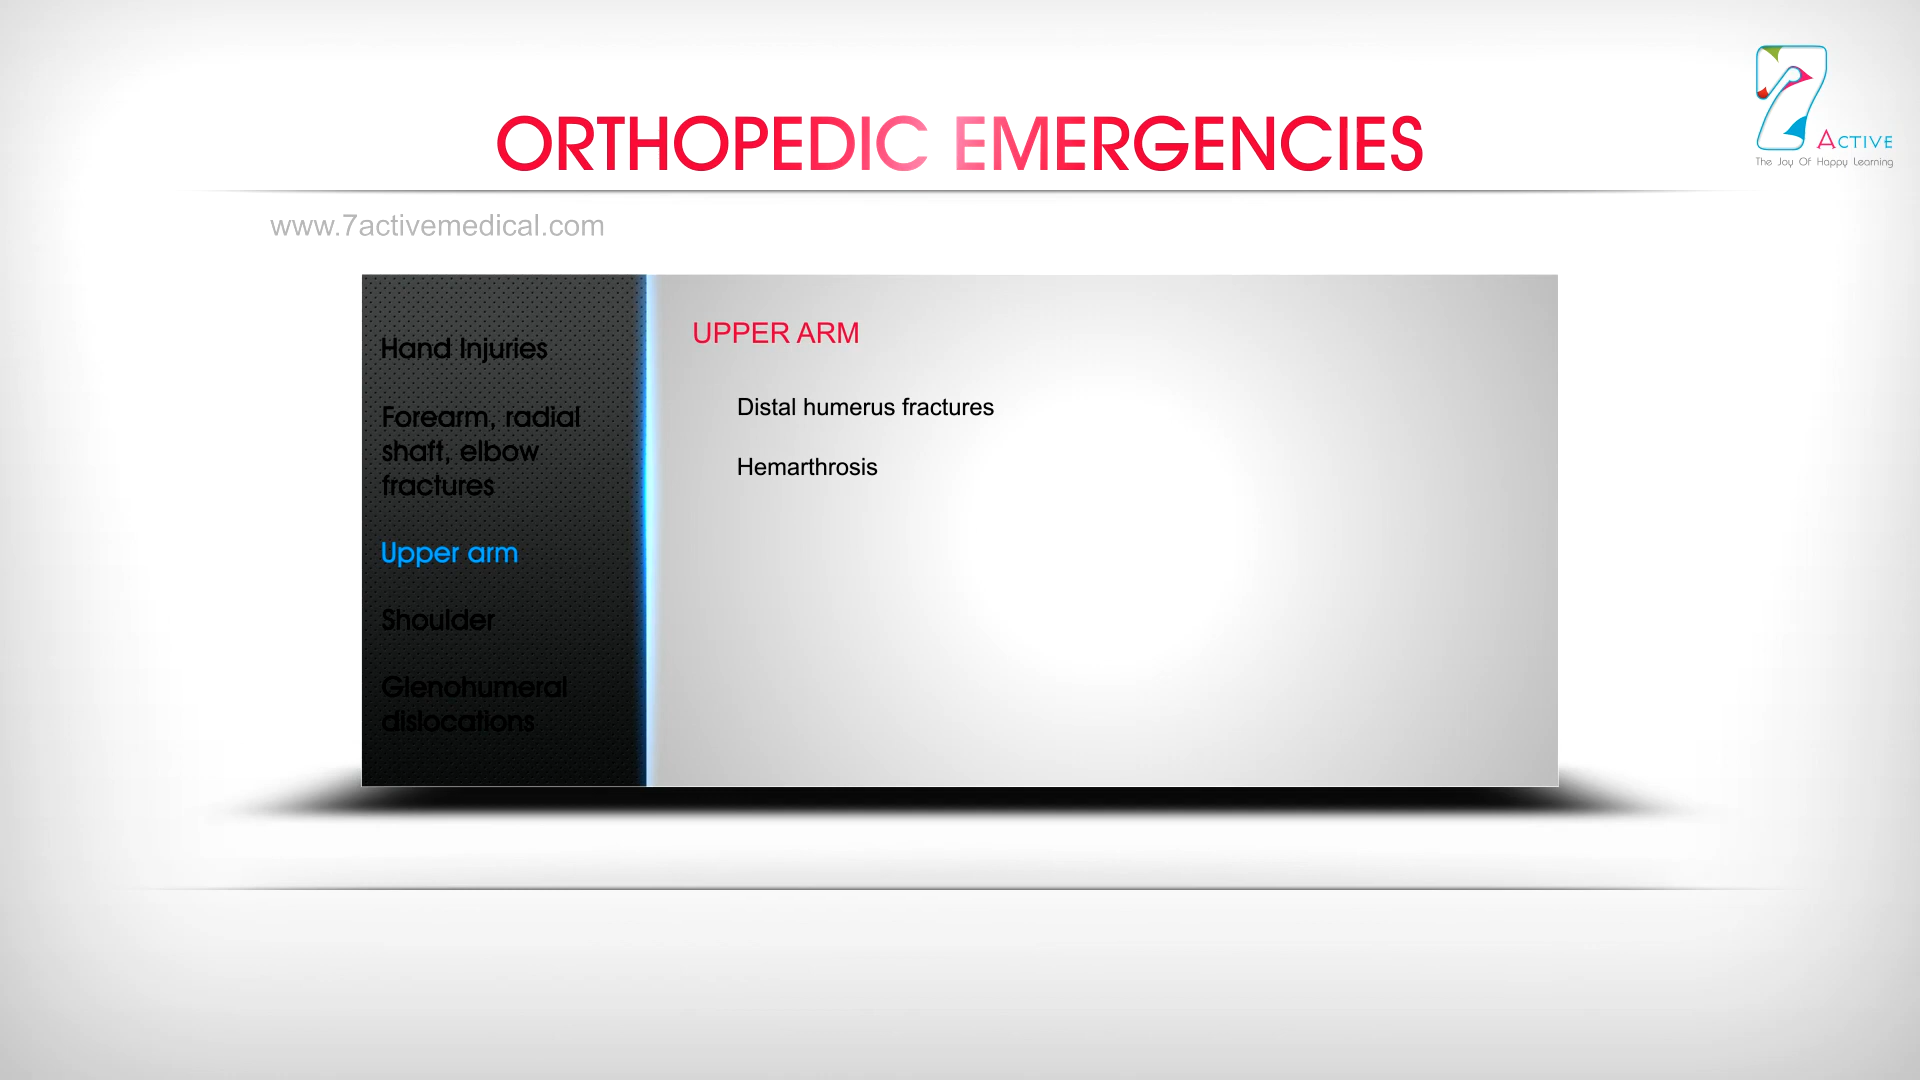 7 ACTIVE
The Joy Of Happy Learning
ORTHOPEDIC EMERGENCIES
www.7activemedical.com
Hand Injuries
Forearm, radial
shaft, elbow
fractures
Upper arm
Shoulder
Glenohumeral
dislocations
UPPER ARM
Distal humerus fractures
Hemarthrosis